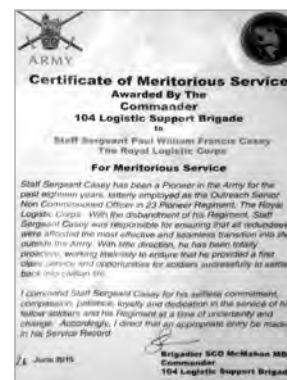 ARMY
Certificate of Meritorious Service
Awarded By The
Commander
104 Logistic Support Brigade
to
Staff Sergeant Paul William Francis Casey
The Royal Logistic Corps
For Meritorious Service
Staff Sergeant Casey has been a Pioneer in the Army for the
past eighteen years, latterly employed as the Outreach Senior
Non Commissioned Officer in 23 Pioneer Regiment, The Royal
Logistic Corps. With the disbandment of his Regiment, Staff
Sergeant Casey was responsible for ensuring that all redundees
were afforded the most effective and seamless transition into life
outside the Army. With little direction, he has been totally
proactive, working tirelessly to ensure that he provided a first
class service and opportunities for soldiers successfully to settle
back into civilian life.
I commend Staff Sergeant Casey for his selfless commitment,
compassion, patience, loyalty and dedication in the service of his
fellow soldiers and his Regiment at a time of uncertainty and
change. Accordingly, I direct that an appropriate entry be made
in his Service Record.
June 2015
Brigadier SCD McMahon MB
Commander
104 Logistic Support Brigad